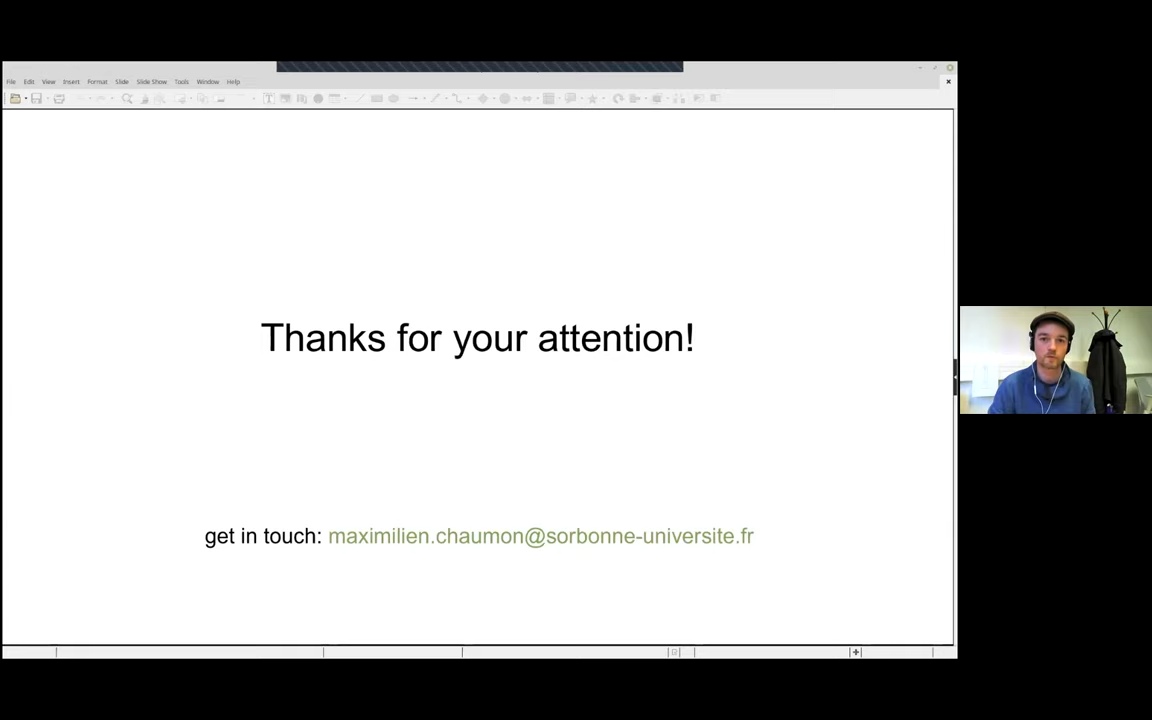 File Edit View Insert Format Slide Slide Show Tools Window Help
Thanks for your attention!
get in touch: maximilien.chaumon@sorbonne-universite.fr